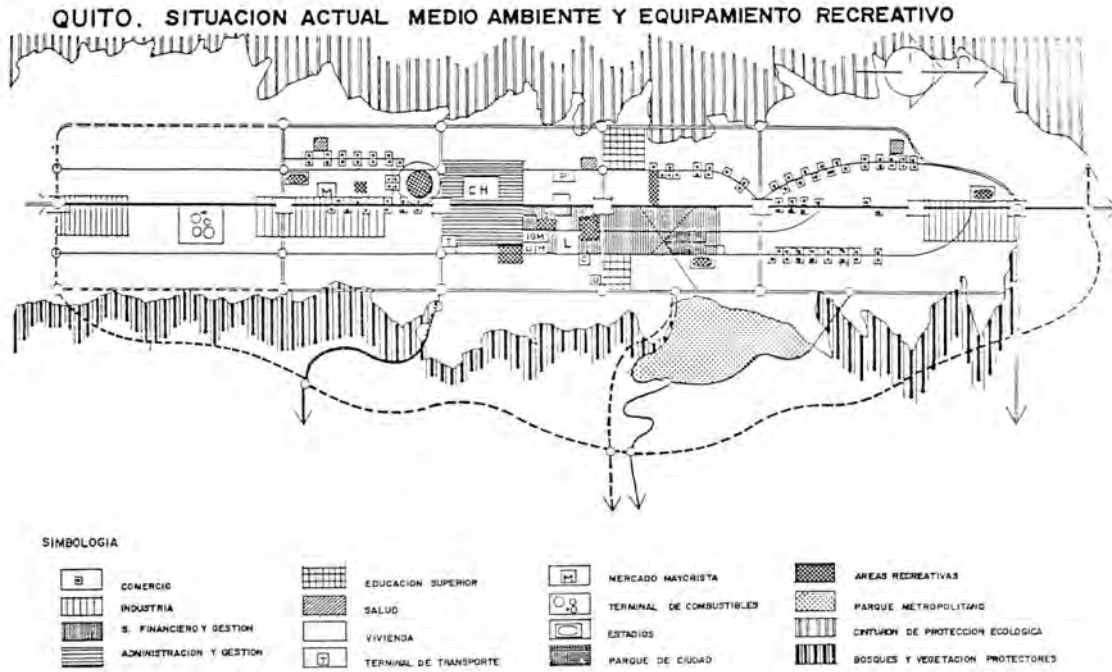 QUITO. SITUACION ACTUAL MEDIO AMBIENTE Y EQUIPAMIENTO RECREATIVO
M
CH
P
T
IGM
L
C
U
SIMBOLOGIA
COMERCIO
INDUSTRIA
S. FINANCIERO Y GESTION
ADMINISTRACION Y GESTION
EDUCACION SUPERIOR
SALUD
VIVIENDA
T TERMINAL DE TRANSPORTE
M MERCADO MAYORISTA
TERMINAL DE COMBUSTIBLES
ESTADIOS
PARQUE DE CIUDAD
AREAS RECREATIVAS
PARQUE METROPOLITANO
CINTURON DE PROTECCION ECOLOGICA
BOSQUES Y VEGETACION PROTECTORES